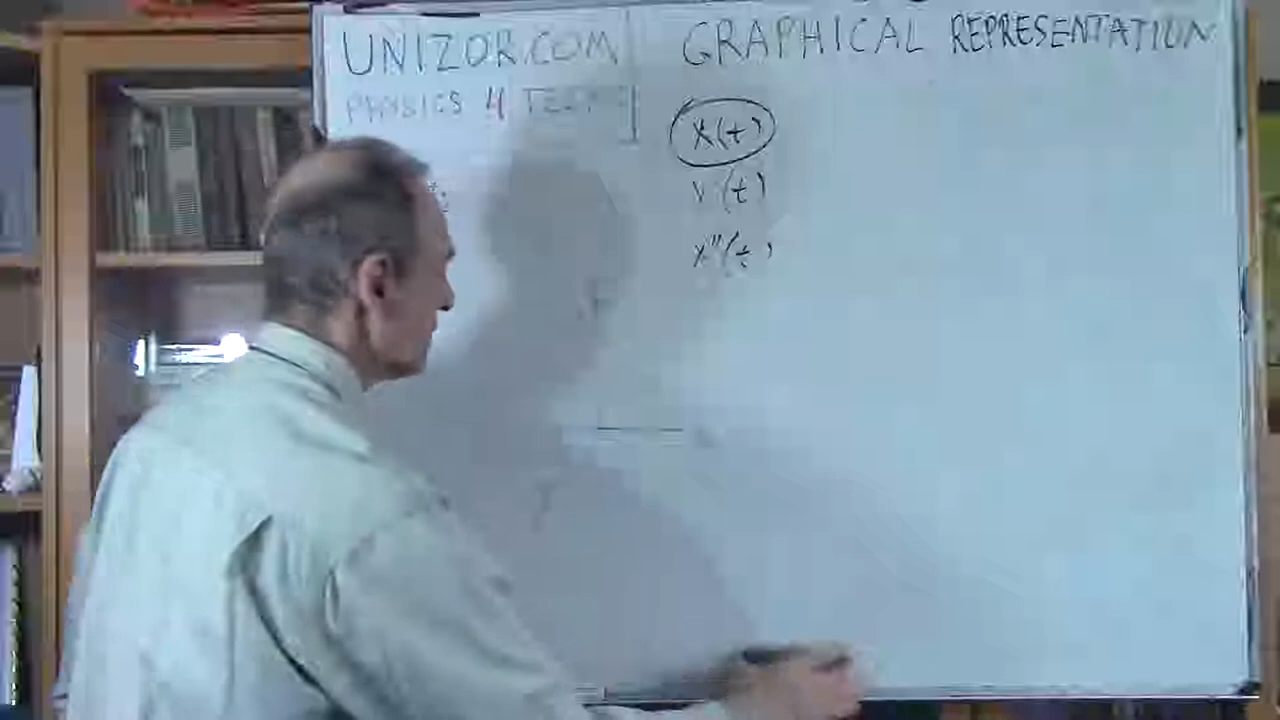 UNIZOR.COM
PHYSICS 4 TEENS
GRAPHICAL REPRESENTATION
x(t)
x'(t)
x"(t)